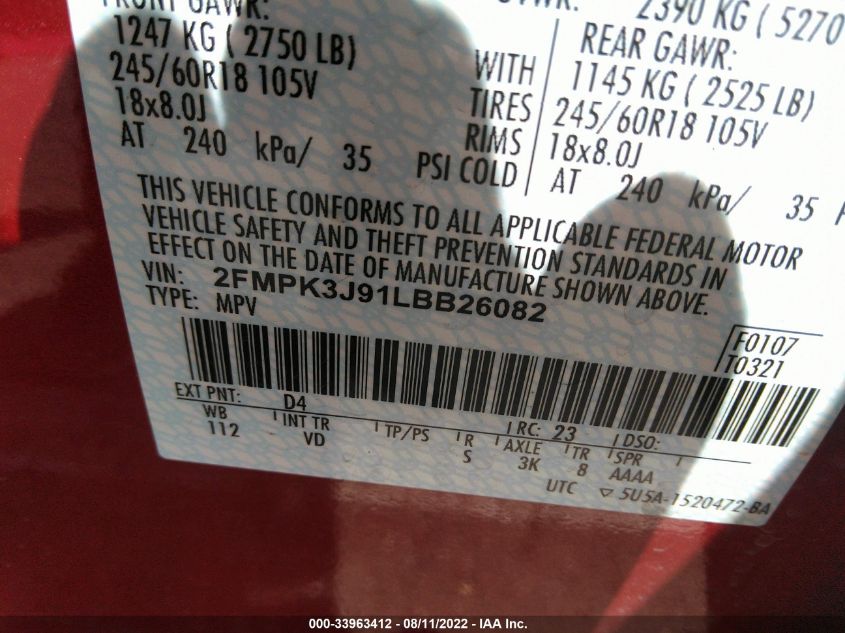 FRONT GAWR:
1247 KG ( 2750 LB)
245/60R18 105V
18x8.0J
AT 240 kPa/ 35 PSI COLD
WITH
TIRES
RIMS
2390 KG ( 5270
REAR GAWR:
1145 KG ( 2525 LB)
245/60R18 105V
18x8.0J
AT 240 kPa/ 35
THIS VEHICLE CONFORMS TO ALL APPLICABLE FEDERAL MOTOR
VEHICLE SAFETY AND THEFT PREVENTION STANDARDS IN
EFFECT ON THE DATE OF MANUFACTURE SHOWN ABOVE.
VIN: 2FMPK3J91LBB26082
TYPE: MPV
F0107
T0321
EXT PNT: D4 RC: 23 DSO:
WB INT TR TP/PS R AXLE TR SPR
112 VD S 3K 8 AAAA
UTC ▽ 5U5A-1520472-BA
000-33963412 - 08/11/2022 - IAA Inc.